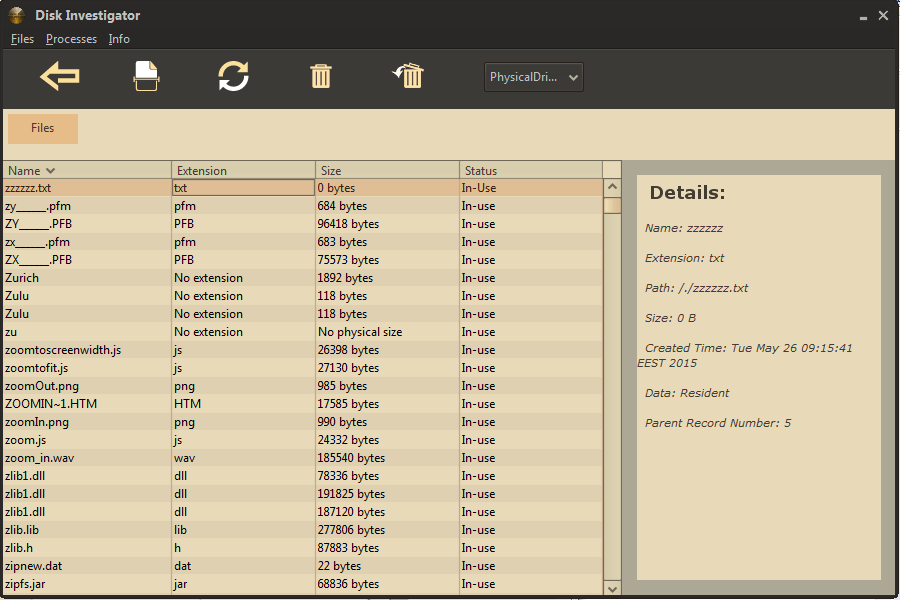 Disk Investigator
Files Processes Info
PhysicalDri...
Files
Name Extension Size Status
zzzzzz.txt txt 0 bytes In-Use
zy______.pfm pfm 684 bytes In-use
ZY______.PFB PFB 96418 bytes In-use
zx______.pfm pfm 683 bytes In-use
ZX______.PFB PFB 75573 bytes In-use
Zurich No extension 1892 bytes In-use
Zulu No extension 118 bytes In-use
Zulu No extension 118 bytes In-use
zu No extension No physical size In-use
zoomtoscreenwidth.js js 26398 bytes In-use
zoomtofit.js js 27130 bytes In-use
zoomOut.png png 985 bytes In-use
ZOOMIN~1.HTM HTM 17585 bytes In-use
zoomIn.png png 990 bytes In-use
zoom.js js 24332 bytes In-use
zoom_in.wav wav 185540 bytes In-use
zlib1.dll dll 78336 bytes In-use
zlib1.dll dll 191825 bytes In-use
zlib1.dll dll 187120 bytes In-use
zlib.lib lib 277806 bytes In-use
zlib.h h 87883 bytes In-use
zipnew.dat dat 22 bytes In-use
zipfs.jar jar 68836 bytes In-use
Details:
Name: zzzzzz
Extension: txt
Path: /./zzzzzz.txt
Size: 0 B
Created Time: Tue May 26 09:15:41
EEST 2015
Data: Resident
Parent Record Number: 5